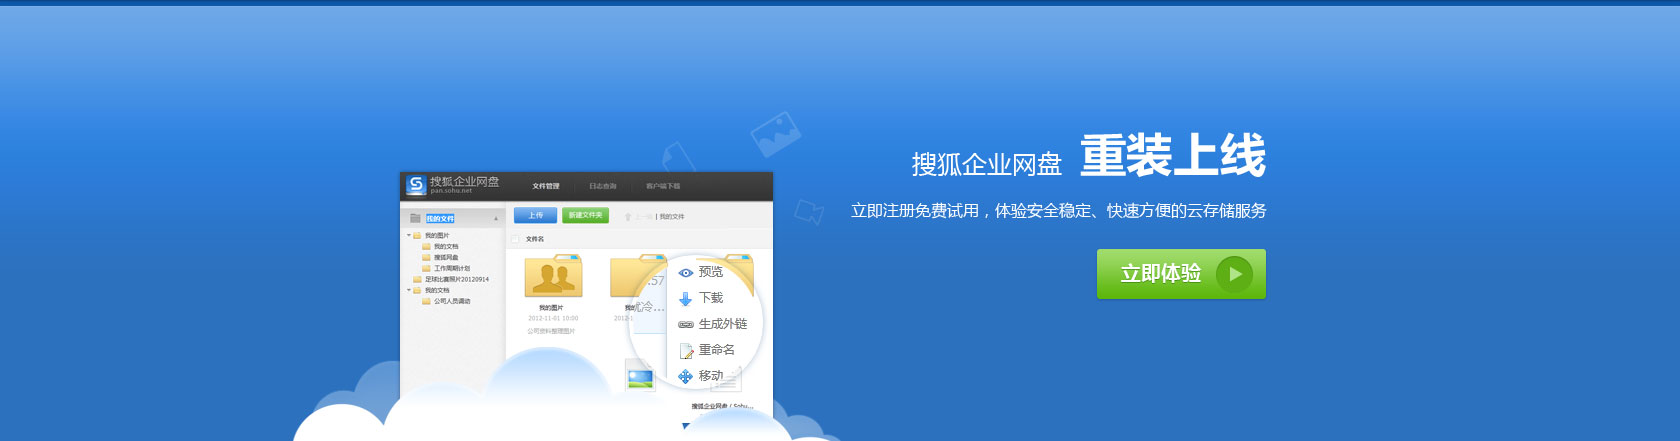 搜狐企业网盘 重装上线
立即注册免费试用，体验安全稳定、快速方便的云存储服务
立即体验
搜狐企业网盘
pan.sohu.net
文件管理 日志查询 客户端下载
我的文件
上传 新建文件夹 上一级 | 我的文件
文件名
我的图片
我的文档
搜狐网盘
工作周期计划
足球比赛照片20120914
我的文档
公司人员调动
我的图片
2012-11-01 10:00
公司资料整理图片
我的
2012-1
:57
冷...
预览
下载
生成外链
重命名
移动
搜狐企业网盘 ( Sohu...